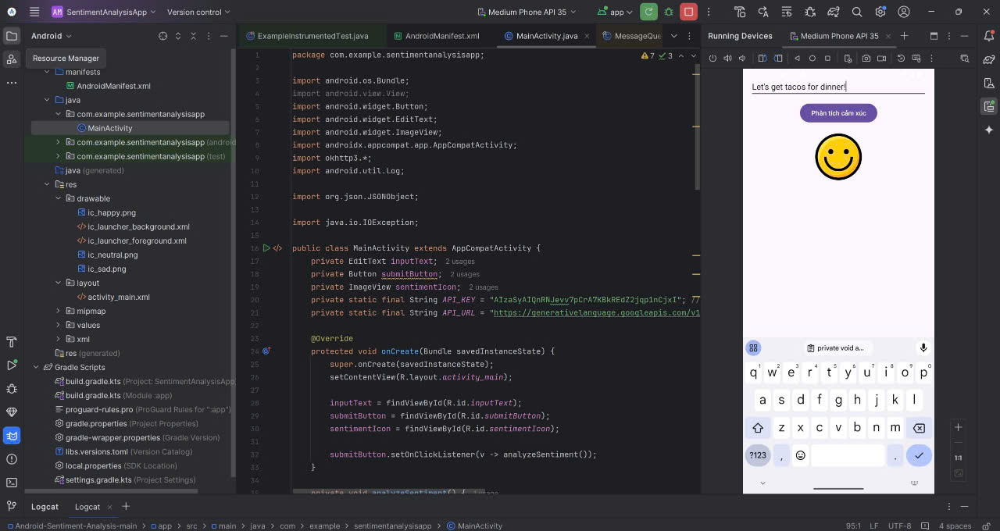 AM SentimentAnalysisApp Version control Medium Phone API 35 app
Android
Resource Manager
manifests
AndroidManifest.xml
java
com.example.sentimentanalysisapp
MainActivity
com.example.sentimentanalysisapp (android
com.example.sentimentanalysisapp (test)
java (generated)
res
drawable
ic_happy.png
ic_launcher_background.xml
ic_launcher_foreground.xml
ic_neutral.png
ic_sad.png
layout
activity_main.xml
mipmap
values
xml
res (generated)
Gradle Scripts
build.gradle.kts (Project: SentimentAnalysisApp
build.gradle.kts (Module :app)
proguard-rules.pro (ProGuard Rules for ":app")
gradle.properties (Project Properties)
gradle-wrapper.properties (Gradle Version)
libs.versions.toml (Version Catalog)
local.properties (SDK Location)
settings.gradle.kts (Project Settings)
ExampleInstrumentedTest.java AndroidManifest.xml MainActivity.java MessageQue
7 3
1 package com.example.sentimentanalysisapp;
2
3 import android.os.Bundle;
4 import android.view.View;
5 import android.widget.Button;
6 import android.widget.EditText;
7 import android.widget.ImageView;
8 import androidx.appcompat.app.AppCompatActivity;
9 import okhttp3.*;
10 import android.util.Log;
11
12 import org.json.JSONObject;
13
14 import java.io.IOException;
15
16 public class MainActivity extends AppCompatActivity {
17 private EditText inputText; 2 usages
18 private Button submitButton; 2 usages
19 private ImageView sentimentIcon; 2 usages
20 private static final String API_KEY = "AIzaSyAIQnRNJevv7pCrA7KBkREdZ2jqp1nCjxI"; //
21 private static final String API_URL = "https://generativelanguage.googleapis.com/v1
22
23 @Override
24 protected void onCreate(Bundle savedInstanceState) {
25 super.onCreate(savedInstanceState);
26 setContentView(R.layout.activity_main);
27
28 inputText = findViewById(R.id.inputText);
29 submitButton = findViewById(R.id.submitButton);
30 sentimentIcon = findViewById(R.id.sentimentIcon);
31
32 submitButton.setOnClickListener(v -> analyzeSentiment());
33 }
34
private void analyzeSentiment() { 1 usage
Running Devices Medium Phone API 35
Let's get tacos for dinner!
Phân tích cảm xúc
private void a...
q1 w2 e3 r4 t5 y6 u7 i8 o9 p0
a s d f g h j k l
z x c v b n m
?123 , .
1:1
Logcat Logcat
Android-Sentiment-Analysis-main > app > src > main > java > com > example > sentimentanalysisapp > MainActivity 95:1 LF UTF-8 4 spaces